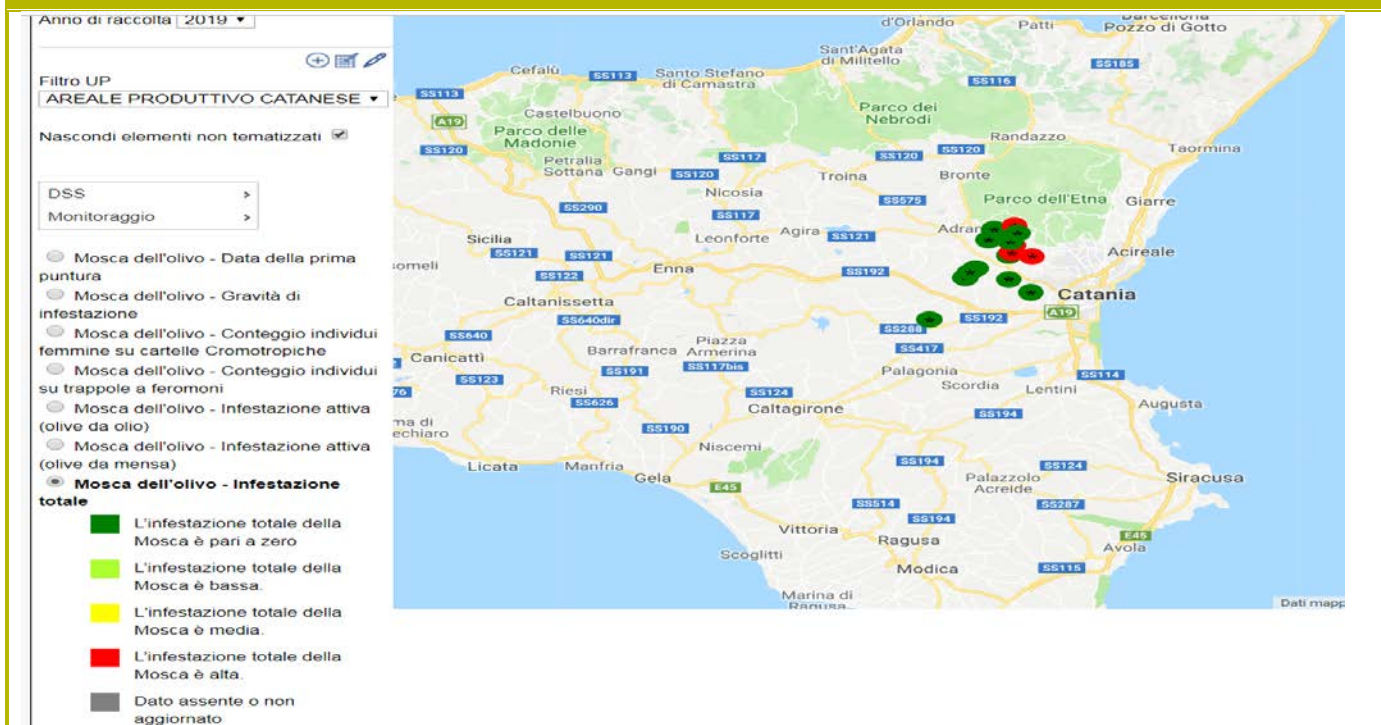 Anno di raccolta 2019
Filtro UP
AREALE PRODUTTIVO CATANESE
Nascondi elementi non tematizzati
DSS >
Monitoraggio >
Mosca dell'olivo - Data della prima
puntura
Mosca dell'olivo - Gravità di
infestazione
Mosca dell'olivo - Conteggio individui
femmine su cartelle Cromotropiche
Mosca dell'olivo - Conteggio individui
su trappole a feromoni
Mosca dell'olivo - Infestazione attiva
(olive da olio)
Mosca dell'olivo - Infestazione attiva
(olive da mensa)
Mosca dell'olivo - Infestazione
totale
L'infestazione totale della
Mosca è pari a zero
L'infestazione totale della
Mosca è bassa.
L'infestazione totale della
Mosca è media.
L'infestazione totale della
Mosca è alta.
Dato assente o non
aggiornato
d'Orlando
Patti
Barcellona
Pozzo di Gotto
Sant'Agata
di Militello
SS185
Cefalù
SS113
Santo Stefano
di Camastra
SS116
SS113
Castelbuono
Parco dei
Nebrodi
A19
Parco delle
Madonie
Randazzo
Taormina
SS120
SS117
SS120
SS120
Petralia
Sottana
Gangi
SS120
Troina
Bronte
Nicosia
SS290
SS575
Parco dell'Etna
Giarre
SS117
Sicilia
Leonforte
Agira
SS121
Adran
SS121
SS121
Acireale
someli
Enna
SS122
SS192
Caltanissetta
Catania
SS640dir
SS192
A19
SS288
SS640
Piazza
Armerina
Barrafranca
SS417
Canicattì
SS191
SS117bis
Palagonia
SS123
SS114
76
Riesi
SS124
Scordia
Lentini
SS626
Caltagirone
SS194
Augusta
ma di
echiaro
SS190
Niscemi
Licata
Manfria
Gela
SS194
SS124
E45
Palazzolo
Acreide
Siracusa
SS514
SS287
SS194
Vittoria
Ragusa
E45
Avola
Scoglitti
Modica
SS115
Marina di
Ragusa
Dati mapp